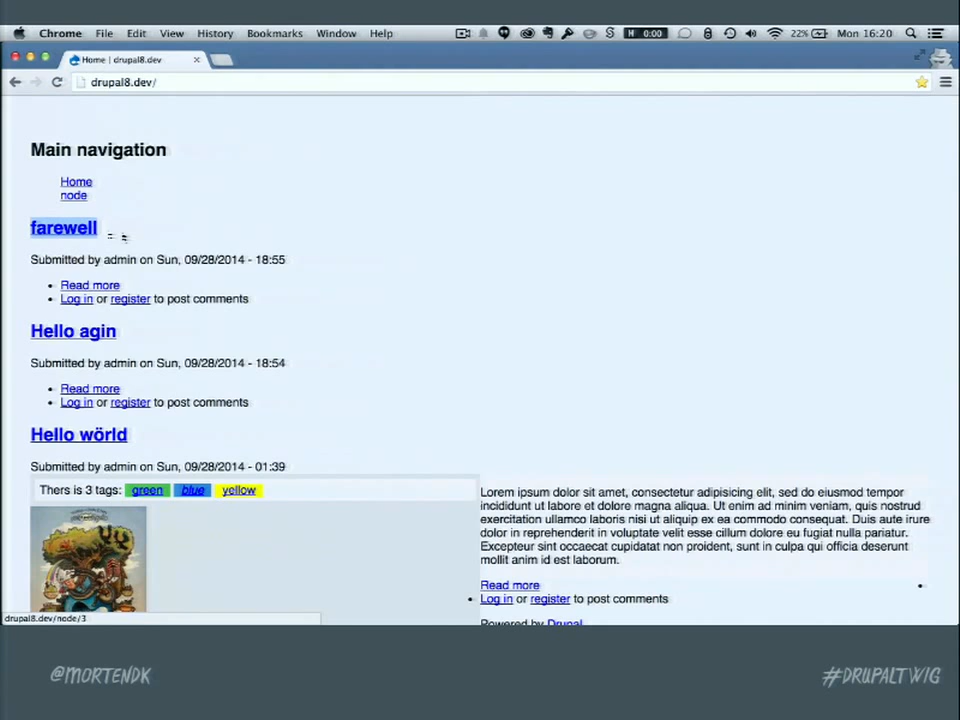 Chrome File Edit View History Bookmarks Window Help H 0:00 22% Mon 16:20
Home | drupal8.dev
drupal8.dev/
Main navigation
Home
node
farewell
Submitted by admin on Sun, 09/28/2014 - 18:55
Read more
Log in or register to post comments
Hello agin
Submitted by admin on Sun, 09/28/2014 - 18:54
Read more
Log in or register to post comments
Hello wörld
Submitted by admin on Sun, 09/28/2014 - 01:39
Thers is 3 tags: green blue yellow
Lorem ipsum dolor sit amet, consectetur adipisicing elit, sed do eiusmod tempor
incididunt ut labore et dolore magna aliqua. Ut enim ad minim veniam, quis nostrud
exercitation ullamco laboris nisi ut aliquip ex ea commodo consequat. Duis aute irure
dolor in reprehenderit in voluptate velit esse cillum dolore eu fugiat nulla pariatur.
Excepteur sint occaecat cupidatat non proident, sunt in culpa qui officia deserunt
mollit anim id est laborum.
Read more
Log in or register to post comments
Powered by Drupal
drupal8.dev/node/3
@MORTENDK
#DRUPALTWIG